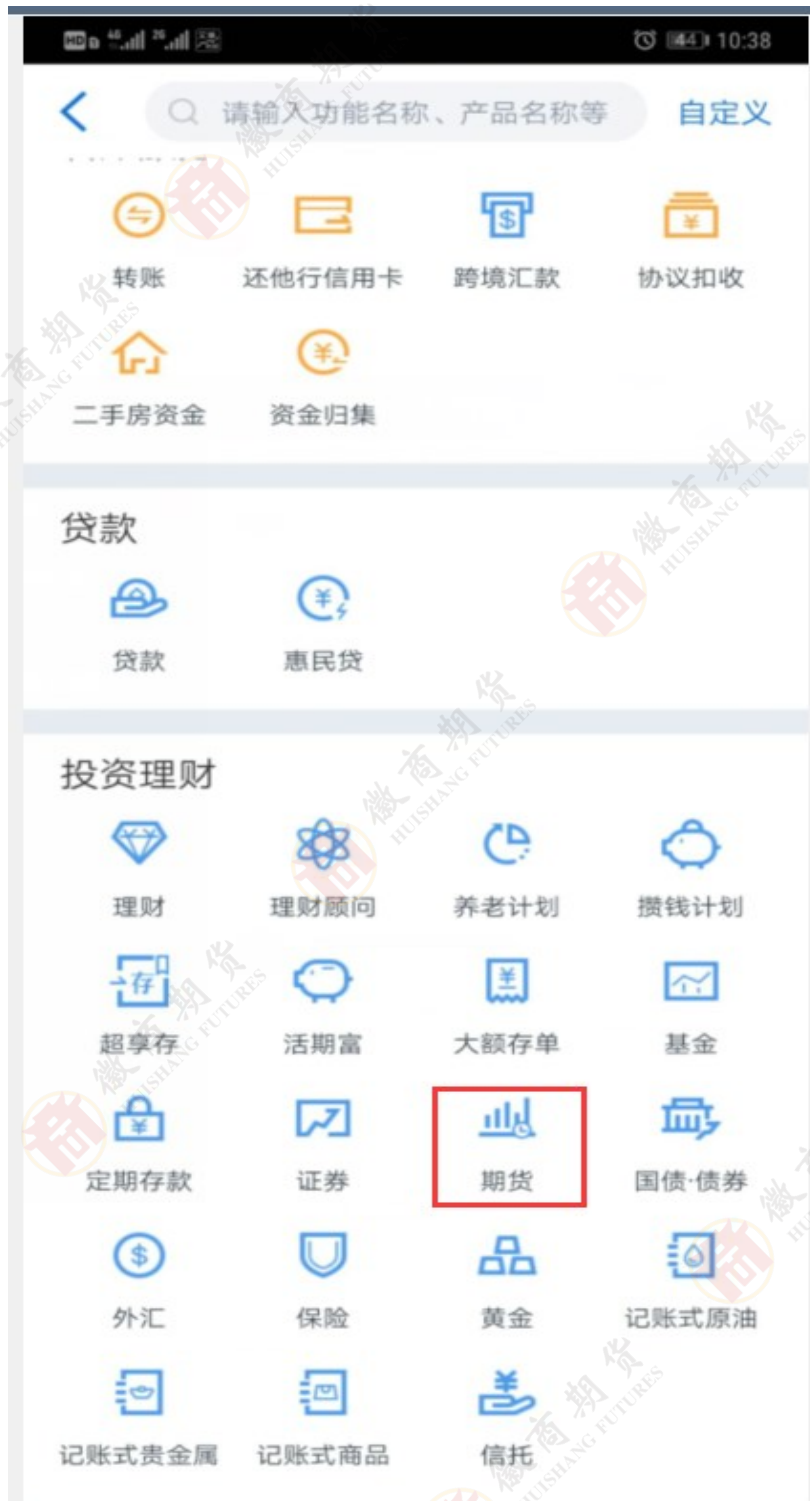 HD 46 26 44 10:38
请输入功能名称、产品名称等 自定义
转账 还他行信用卡 跨境汇款 协议扣收
二手房资金 资金归集
贷款
贷款 惠民贷
投资理财
理财 理财顾问 养老计划 攒钱计划
存
超享存 活期富 大额存单 基金
定期存款 证券 期货 国债·债券
外汇 保险 黄金 记账式原油
记账式贵金属 记账式商品 信托
徽商期货
HUISHANG FUTURES